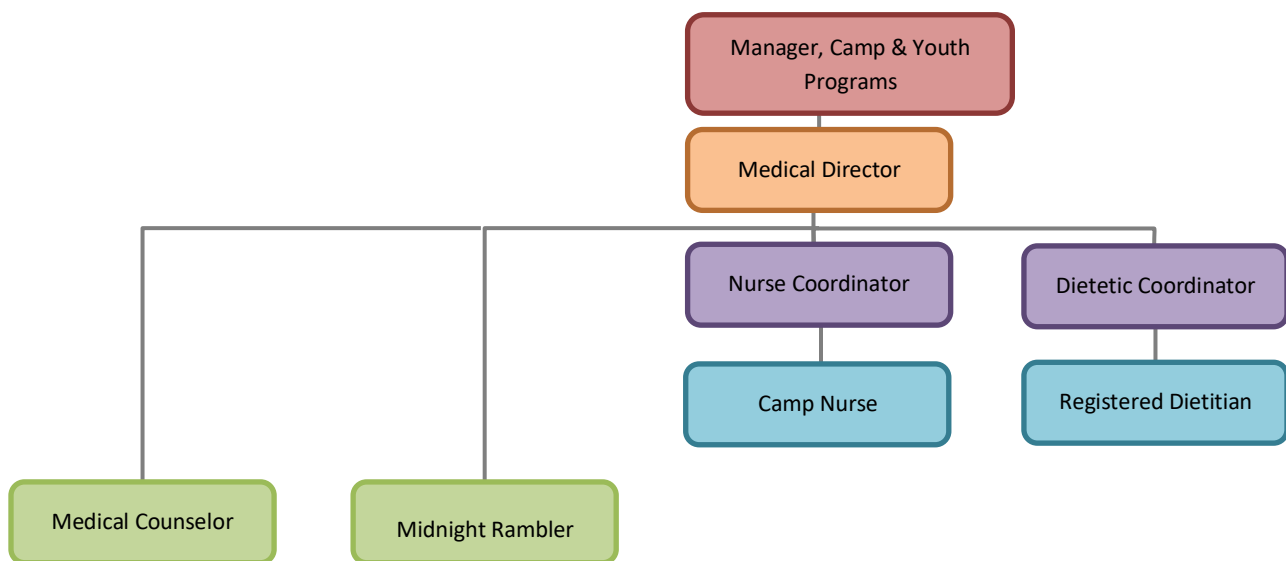 Manager, Camp & Youth
Programs
Medical Director
Nurse Coordinator
Dietetic Coordinator
Camp Nurse
Registered Dietitian
Medical Counselor
Midnight Rambler